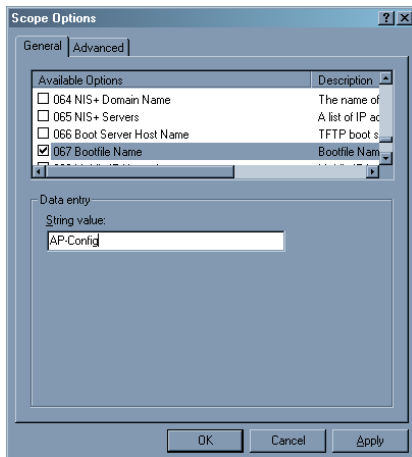 Scope Options
General Advanced
Available Options Description
064 NIS+ Domain Name The name of
065 NIS+ Servers A list of IP ac
066 Boot Server Host Name TFTP boot s
067 Bootfile Name Bootfile Nam
Data entry
String value:
AP-Config
OK Cancel Apply